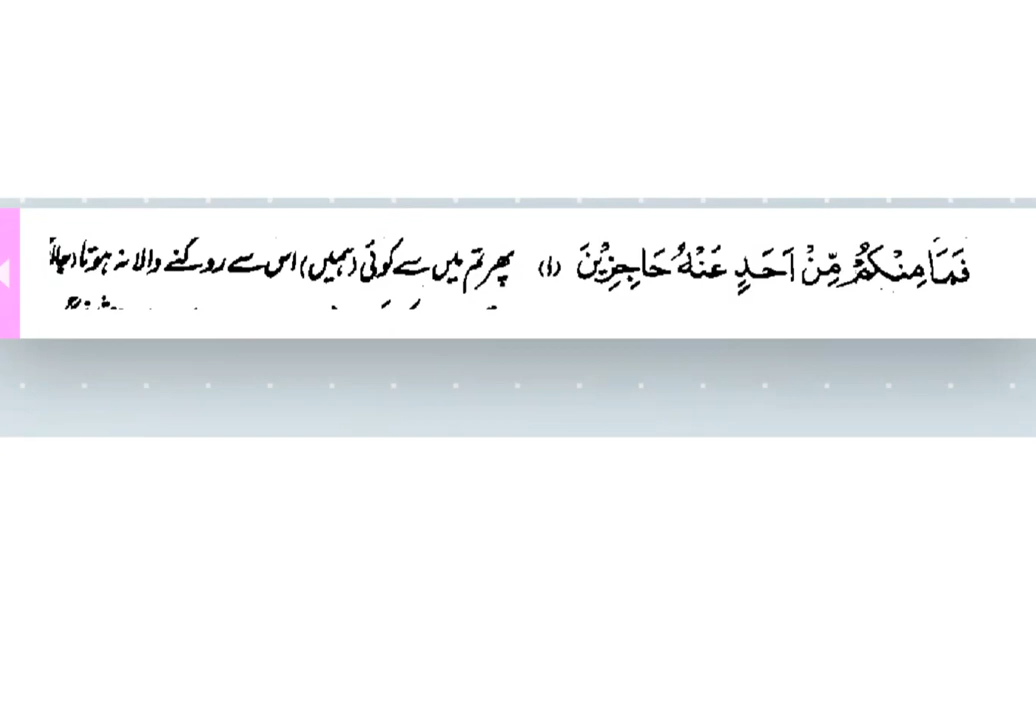 فَمَا مِنْكُمْ مِّنْ اَحَدٍ عَنْهُ حَاجِزِیْنَ (۱) پھر تم میں سے کوئی (ہمیں) اس سے روکنے والا نہ ہوتا